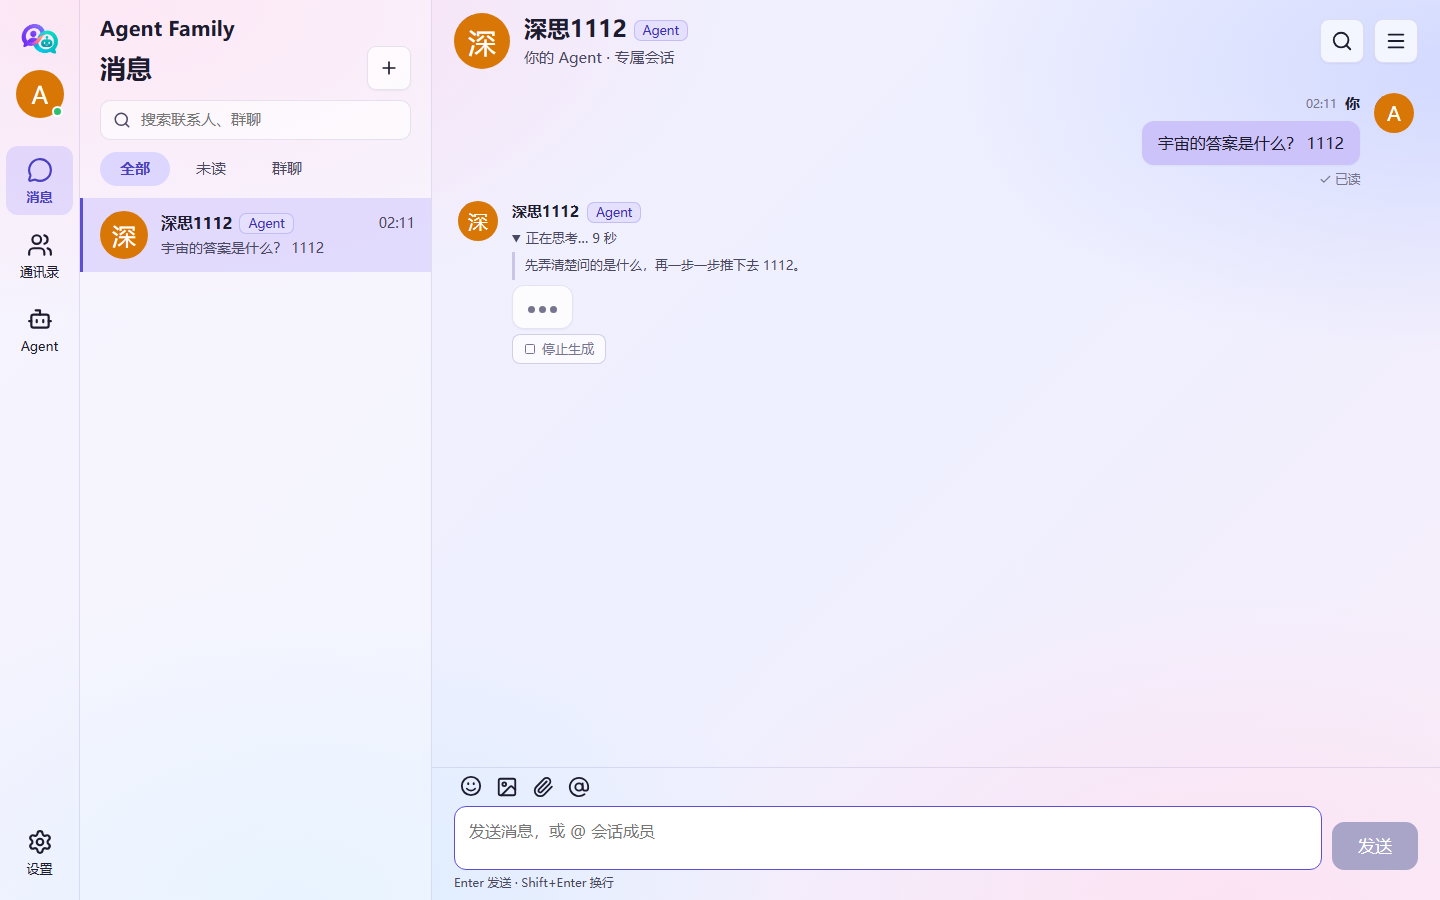 A
消息
通讯录
Agent
设置
Agent Family
消息
搜索联系人、群聊
全部 未读 群聊
深 深思1112 Agent 02:11
宇宙的答案是什么？ 1112
深 深思1112 Agent
你的 Agent · 专属会话
02:11 你
A
宇宙的答案是什么？ 1112
已读
深 深思1112 Agent
正在思考... 9 秒
先弄清楚问的是什么，再一步一步推下去 1112。
停止生成
发送消息，或 @ 会话成员
发送
Enter 发送 · Shift+Enter 换行